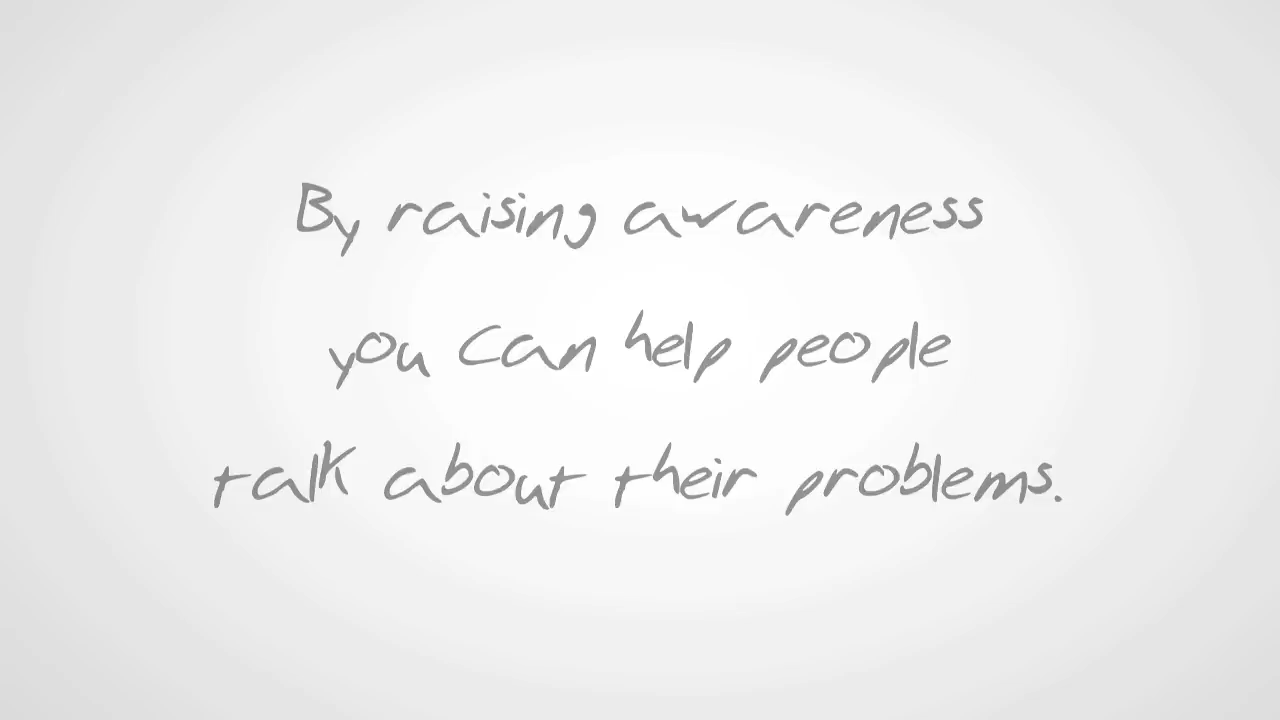 By raising awareness
you can help people
talk about their problems.